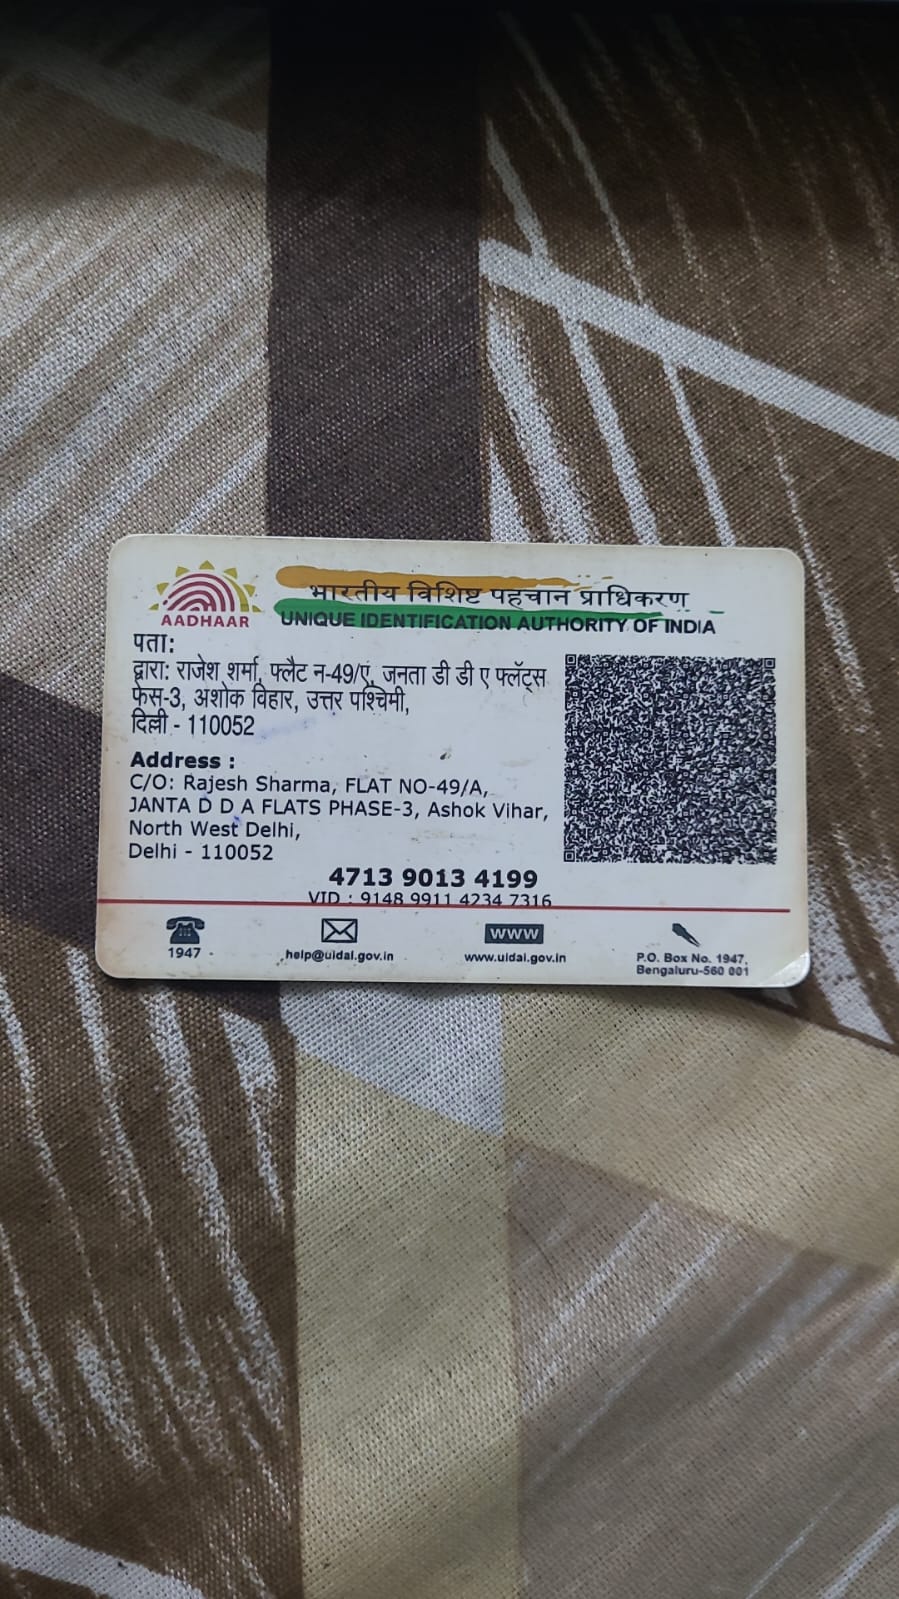 भारतीय विशिष्ट पहचान प्राधिकरण
AADHAAR
UNIQUE IDENTIFICATION AUTHORITY OF INDIA
पता:
द्वारा: राजेश शर्मा, फ्लैट न-49/ए, जनता डी डी ए फ्लॅट्स
फेस-3, अशोक विहार, उत्तर पश्चिमी,
दिल्ली - 110052
Address :
C/O: Rajesh Sharma, FLAT NO-49/A,
JANTA D D A FLATS PHASE-3, Ashok Vihar,
North West Delhi,
Delhi - 110052
4713 9013 4199
VID : 9148 9911 4234 7316
1947
help@uidai.gov.in
www.uidai.gov.in
P.O. Box No. 1947,
Bengaluru-560 001
WWW